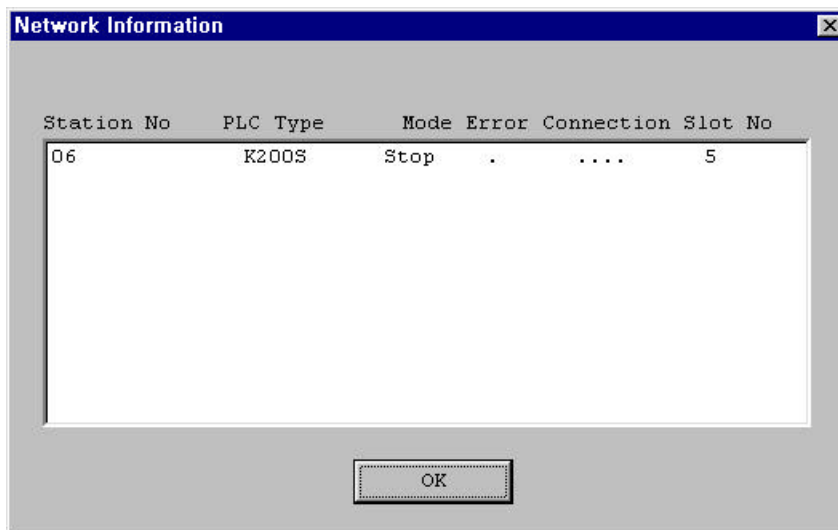 Network Information
Station No PLC Type Mode Error Connection Slot No
06 K200S Stop . .... 5
OK